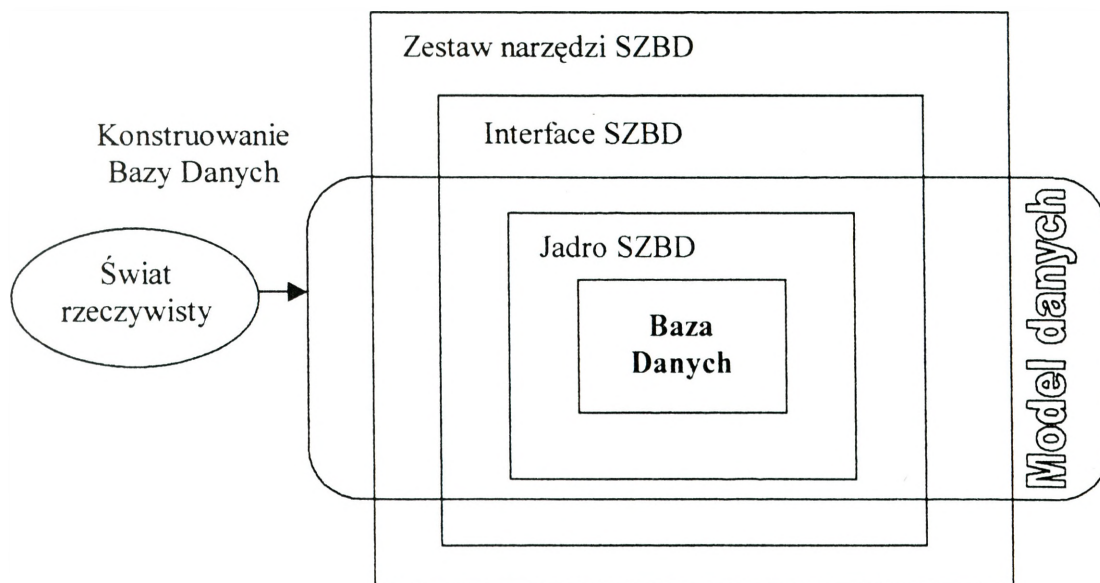 Zestaw narzędzi SZBD
Interface SZBD
Konstruowanie
Bazy Danych
Jadro SZBD
Świat
rzeczywisty
Baza
Danych
Model danych